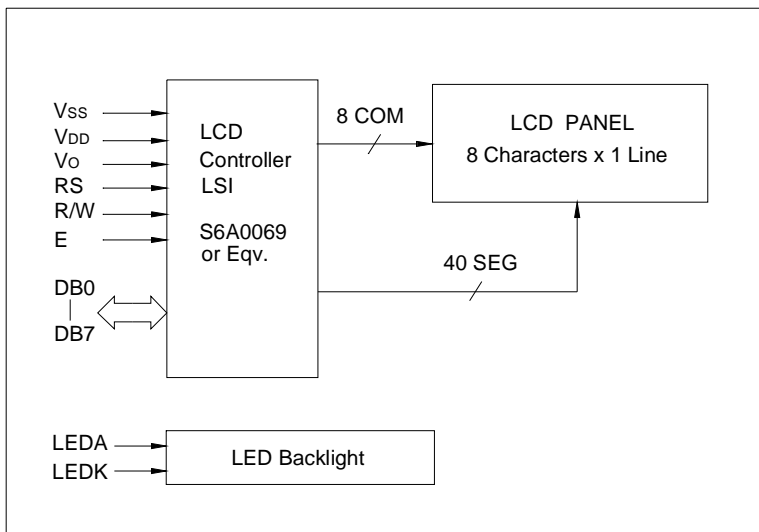 VSS
VDD
VO
RS
R/W
E
DB0
DB7
LCD
Controller
LSI
S6A0069
or Eqv.
8 COM
40 SEG
LCD PANEL
8 Characters x 1 Line
LEDA
LEDK
LED Backlight